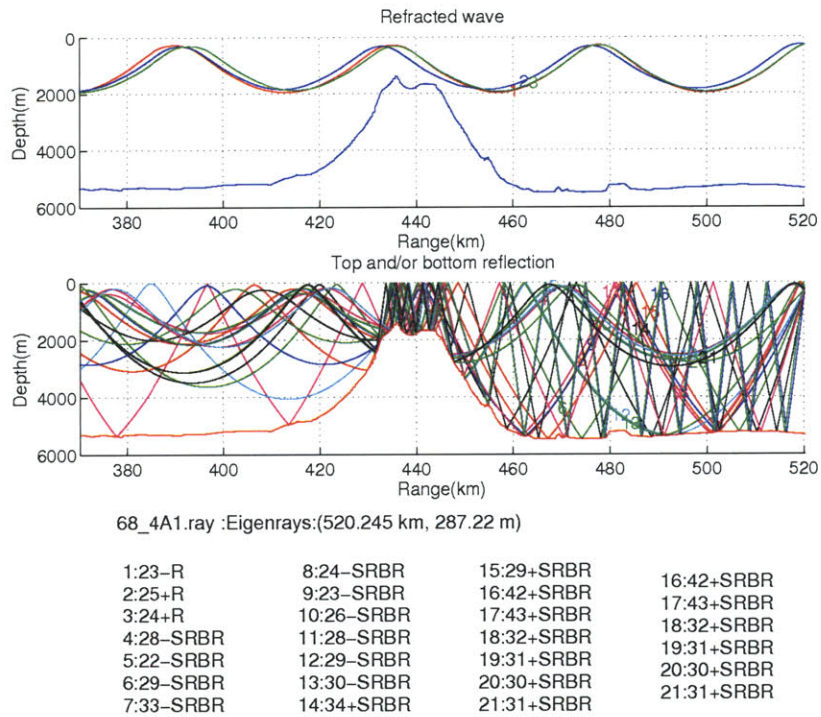 Refracted wave
0
2000
4000
6000
Depth(m)
380 400 420 440 460 480 500 520
Range(km)
Top and/or bottom reflection
0
2000
4000
6000
Depth(m)
380 400 420 440 460 480 500 520
Range(km)
68_4A1.ray :Eigenrays:(520.245 km, 287.22 m)
1:23−R 8:24−SRBR 15:29+SRBR 16:42+SRBR
2:25+R 9:23−SRBR 16:42+SRBR 17:43+SRBR
3:24+R 10:26−SRBR 17:43+SRBR 18:32+SRBR
4:28−SRBR 11:28−SRBR 18:32+SRBR 19:31+SRBR
5:22−SRBR 12:29−SRBR 19:31+SRBR 20:30+SRBR
6:29−SRBR 13:30−SRBR 20:30+SRBR 21:31+SRBR
7:33−SRBR 14:34+SRBR 21:31+SRBR